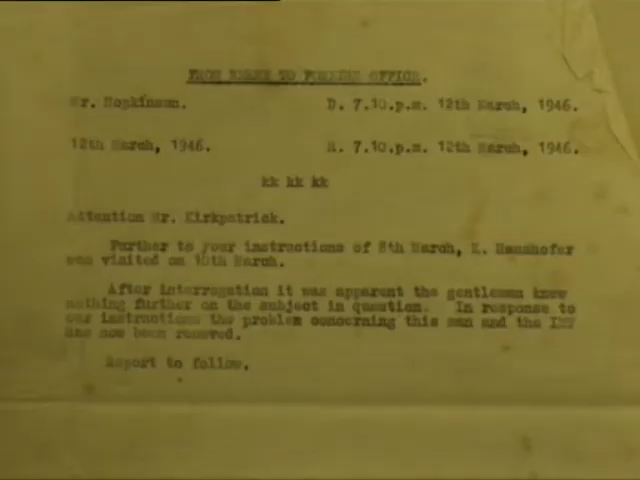 FROM BERNE TO FOREIGN OFFICE.
Mr. Hopkinson. D. 7.10.p.m. 12th March, 1946.
12th March, 1946. R. 7.10.p.m. 12th March, 1946.
kk kk kk
Attention Mr. Kirkpatrick.
Further to your instructions of 8th March, K. Haushofer
was visited on 10th March.
After interrogation it was apparent the gentleman knew
nothing further on the subject in question. In response to
our instructions the problem concerning this man and the
has now been removed.
Report to follow.